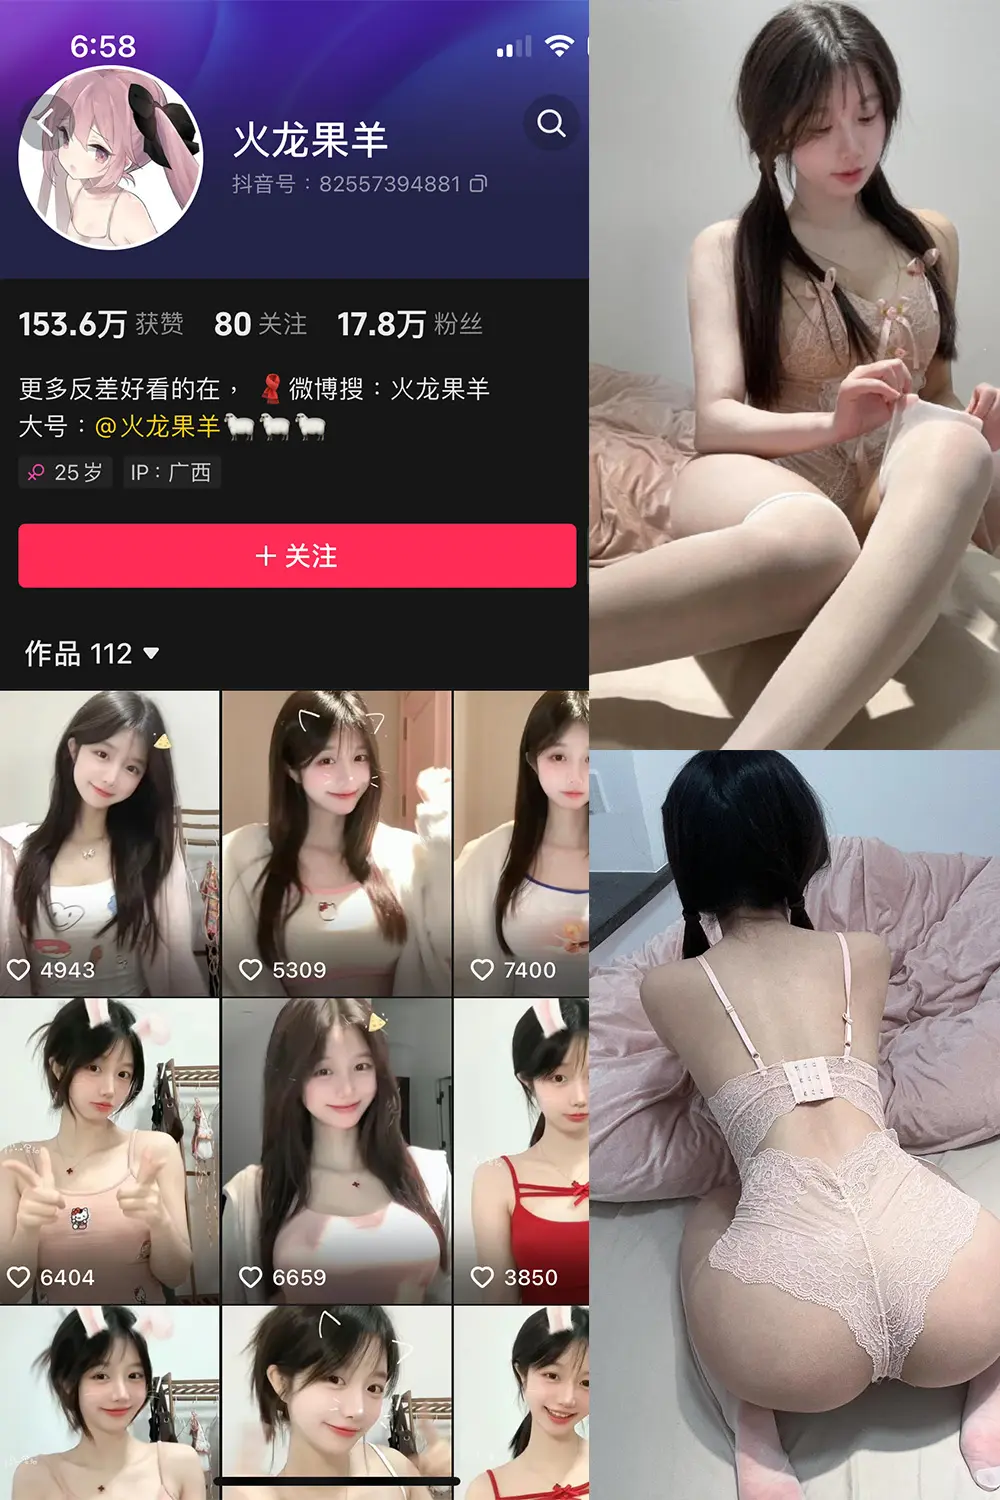 6:58
火龙果羊
抖音号：82557394881
153.6万 获赞 80 关注 17.8万 粉丝
更多反差好看的在， 🧣微博搜：火龙果羊
大号：@火龙果羊🐑🐑🐑
25岁 IP：广西
+ 关注
作品 112
4943
5309
7400
6404
6659
3850